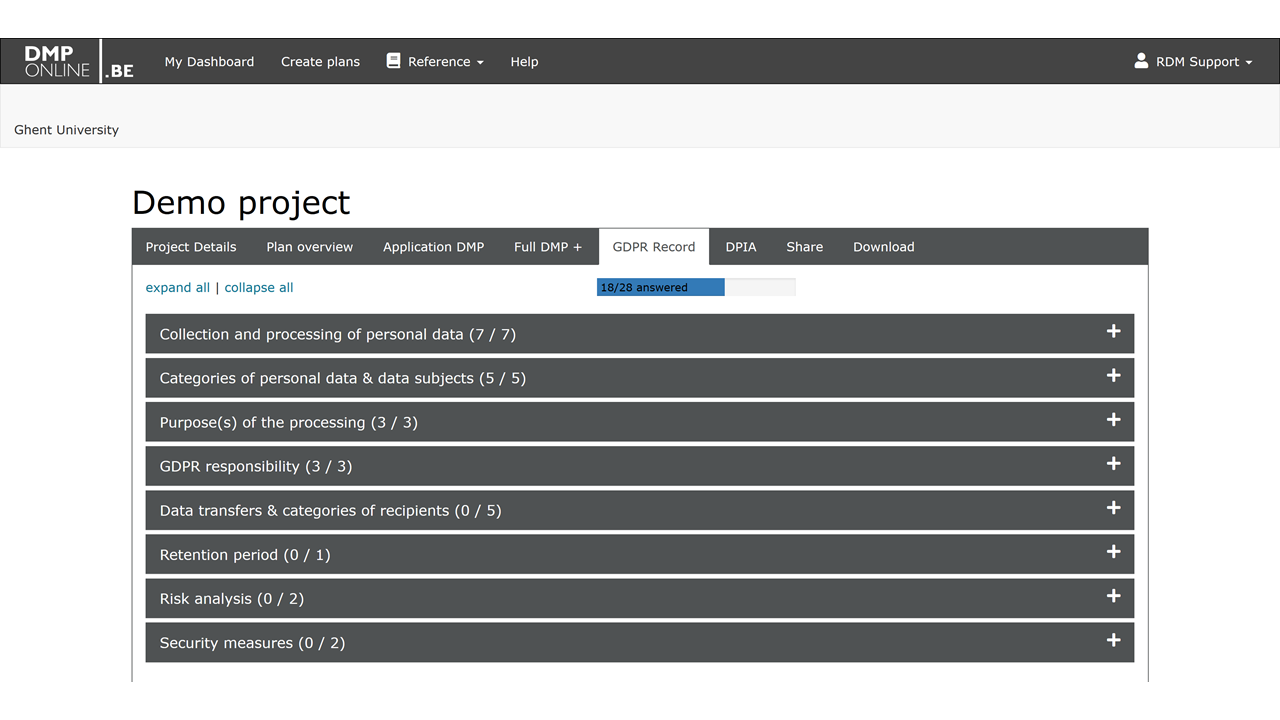 DMP
ONLINE .BE
My Dashboard Create plans Reference Help RDM Support
Ghent University
Demo project
Project Details Plan overview Application DMP Full DMP + GDPR Record DPIA Share Download
expand all | collapse all 18/28 answered
Collection and processing of personal data (7 / 7)
Categories of personal data & data subjects (5 / 5)
Purpose(s) of the processing (3 / 3)
GDPR responsibility (3 / 3)
Data transfers & categories of recipients (0 / 5)
Retention period (0 / 1)
Risk analysis (0 / 2)
Security measures (0 / 2)